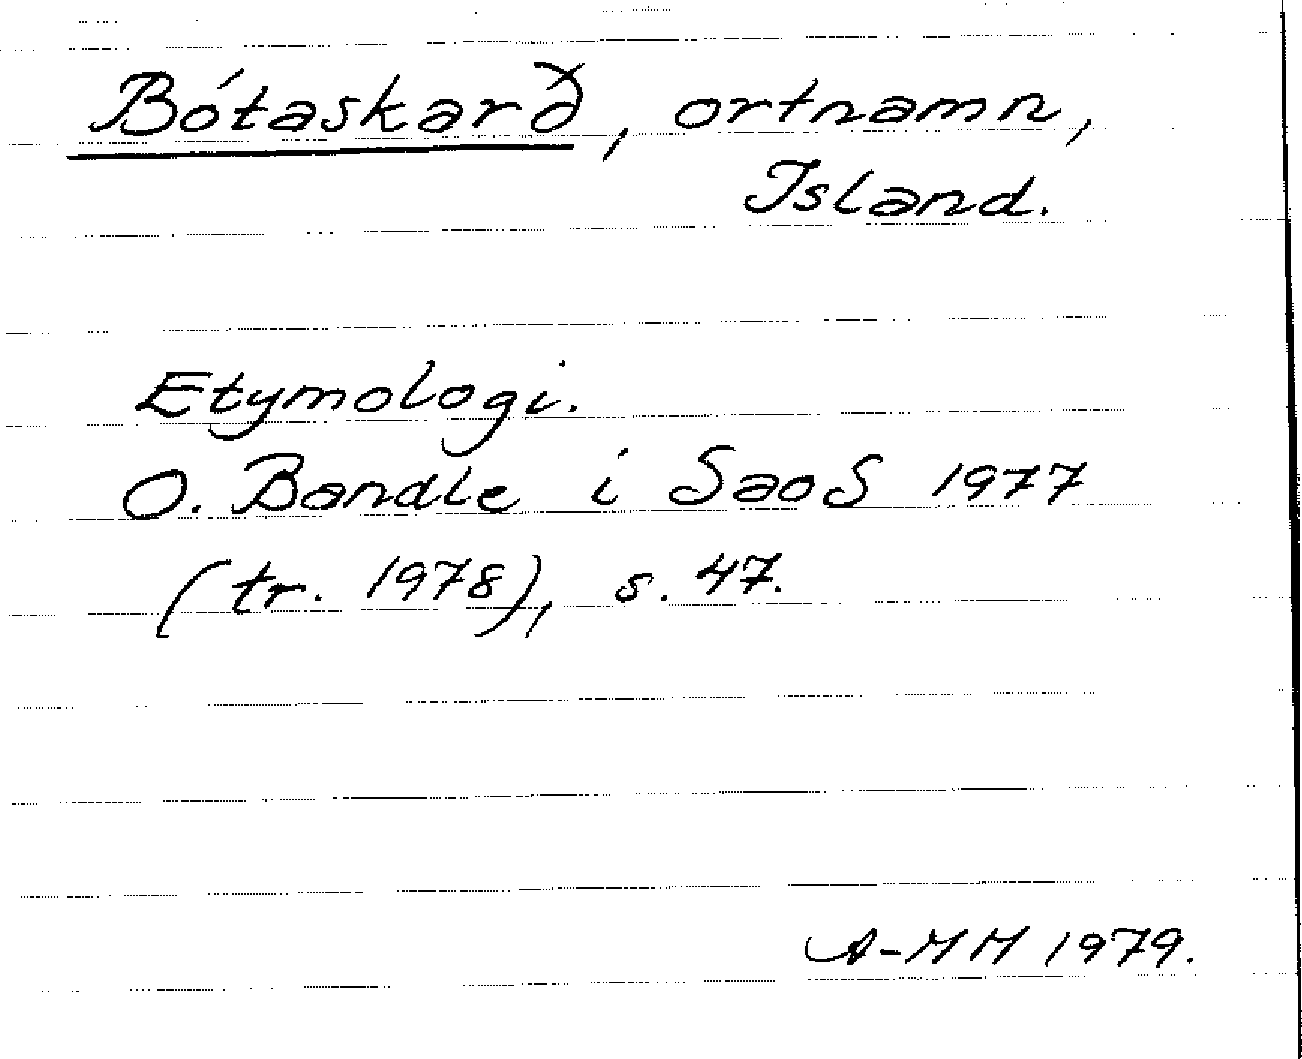 Bótaskarð, ortnamn,
Island.
Etymologi.
O. Bandle i SaoS 1977
(tr. 1978), s. 47.
A-MH 1979.